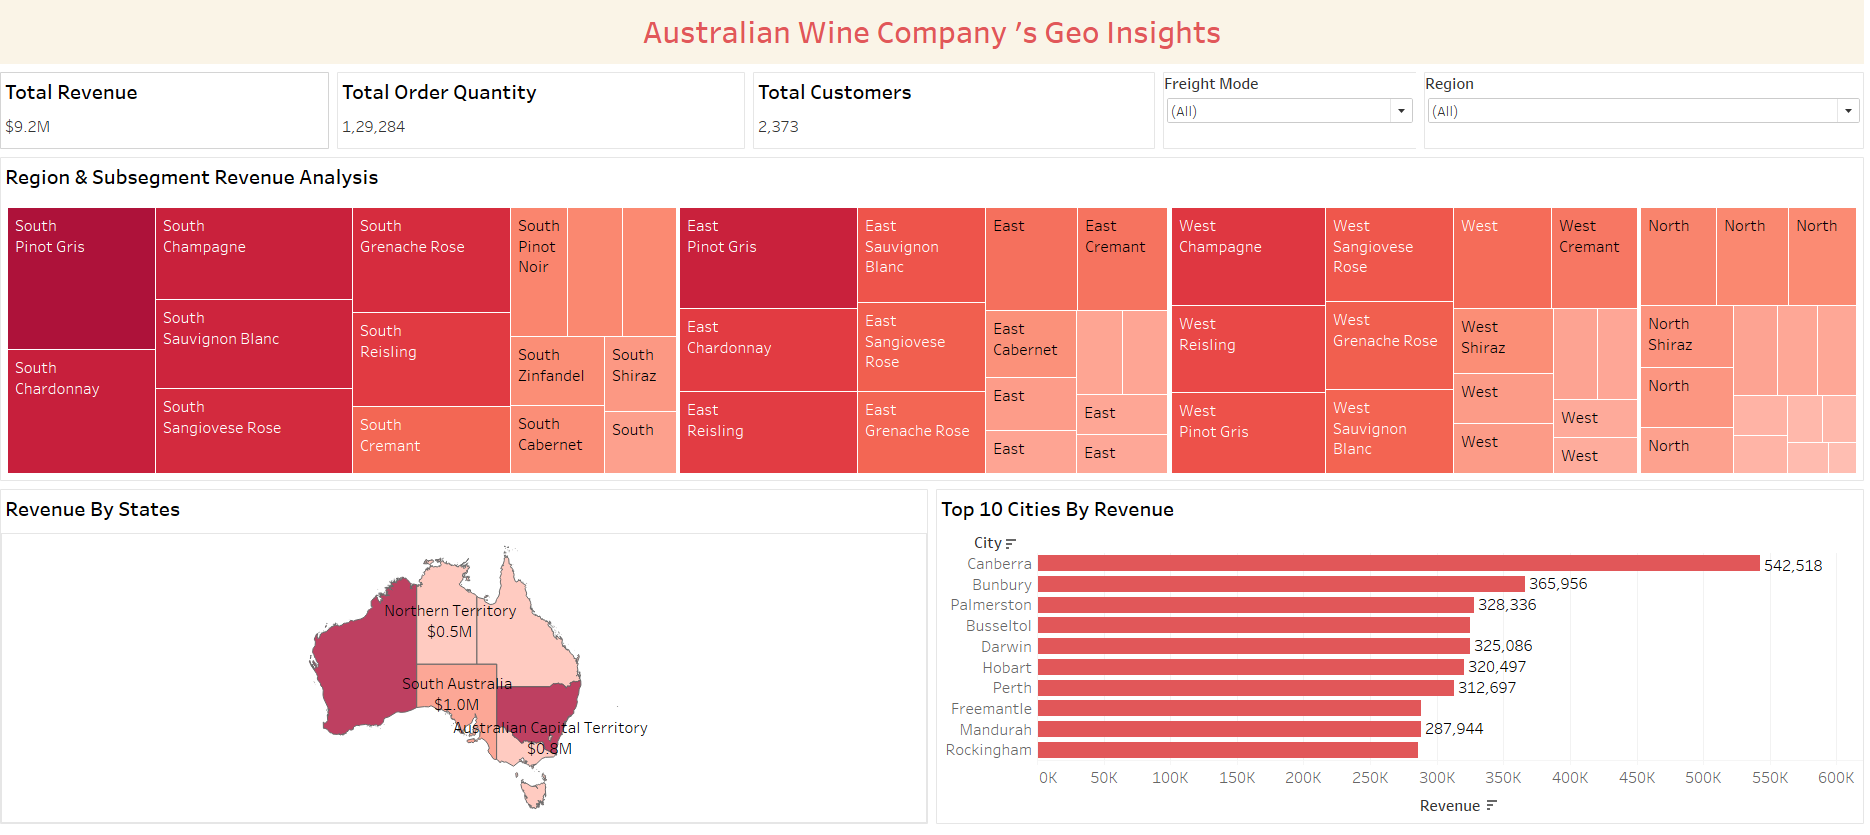 Australian Wine Company 's Geo Insights
Total Revenue
$9.2M
Total Order Quantity
1,29,284
Total Customers
2,373
Freight Mode
(All)
Region
(All)
Region & Subsegment Revenue Analysis
South
Pinot Gris
South
Chardonnay
South
Champagne
South
Sauvignon Blanc
South
Sangiovese Rose
South
Grenache Rose
South
Reisling
South
Cremant
South
Pinot
Noir
South
Zinfandel
South
Cabernet
South
Shiraz
South
East
Pinot Gris
East
Chardonnay
East
Reisling
East
Sauvignon
Blanc
East
Sangiovese
Rose
East
Grenache Rose
East
East
Cremant
East
Cabernet
East
East
East
East
West
Champagne
West
Reisling
West
Pinot Gris
West
Sangiovese
Rose
West
Grenache Rose
West
Sauvignon
Blanc
West
West
Cremant
West
Shiraz
West
West
West
West
North
North
North
North
Shiraz
North
North
Revenue By States
Northern Territory
$0.5M
South Australia
$1.0M
Australian Capital Territory
$0.8M
Top 10 Cities By Revenue
City
Canberra 542,518
Bunbury 365,956
Palmerston 328,336
Busseltol
Darwin 325,086
Hobart 320,497
Perth 312,697
Freemantle
Mandurah 287,944
Rockingham
0K 50K 100K 150K 200K 250K 300K 350K 400K 450K 500K 550K 600K
Revenue